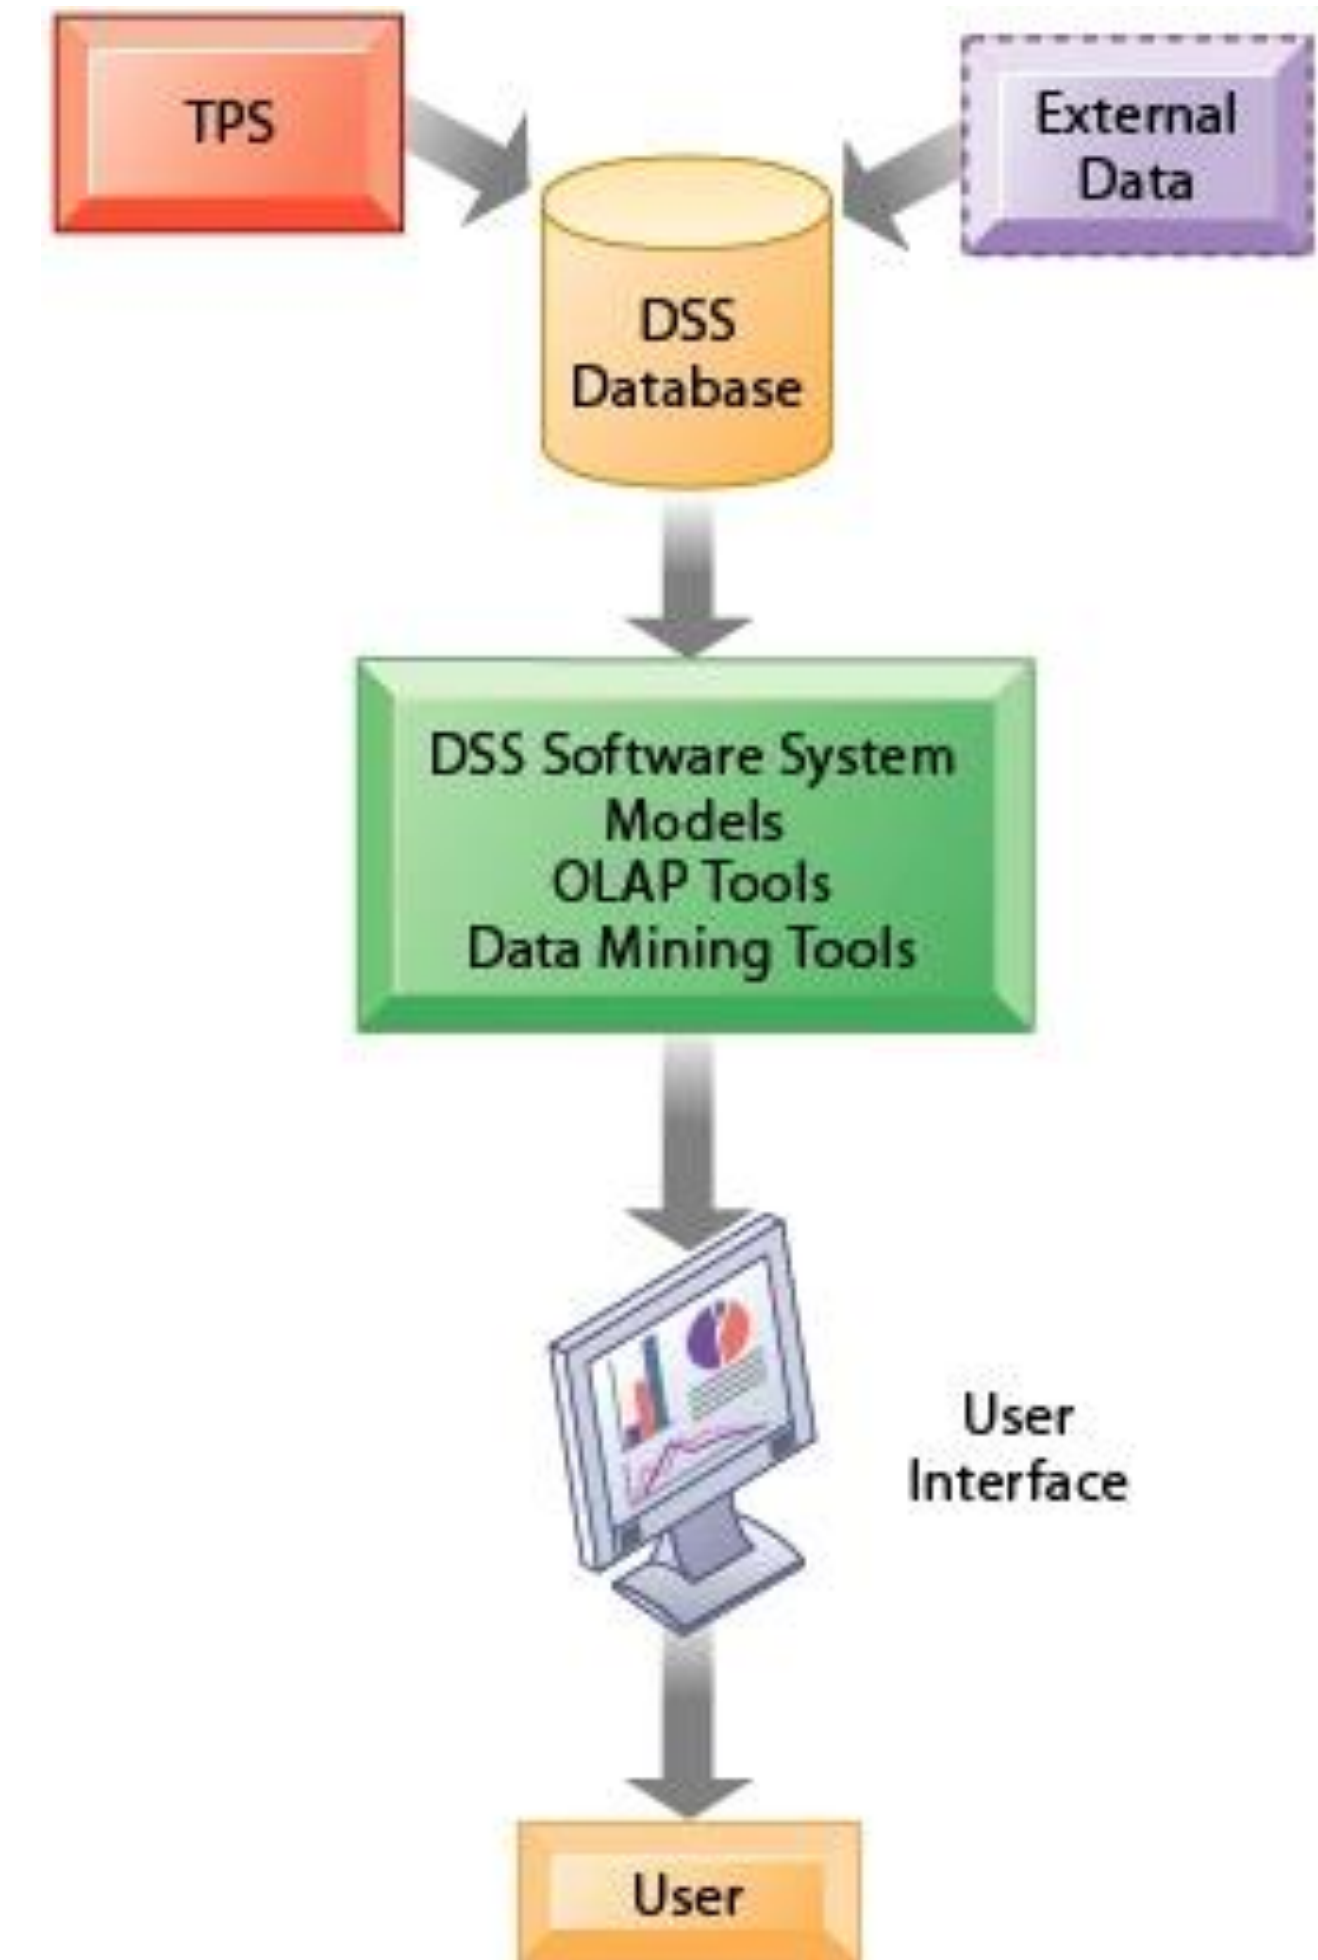 TPS
External
Data
DSS
Database
DSS Software System
Models
OLAP Tools
Data Mining Tools
User
Interface
User